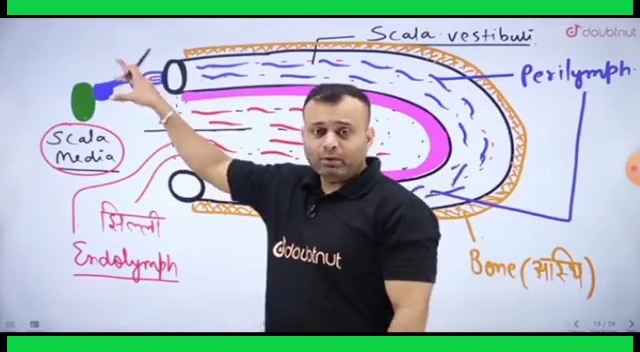 Scala vestibuli
doubtnut
Perilymph
Scala
Media
झिल्ली
Endolymph
doubtnut
Bone (अस्थि)